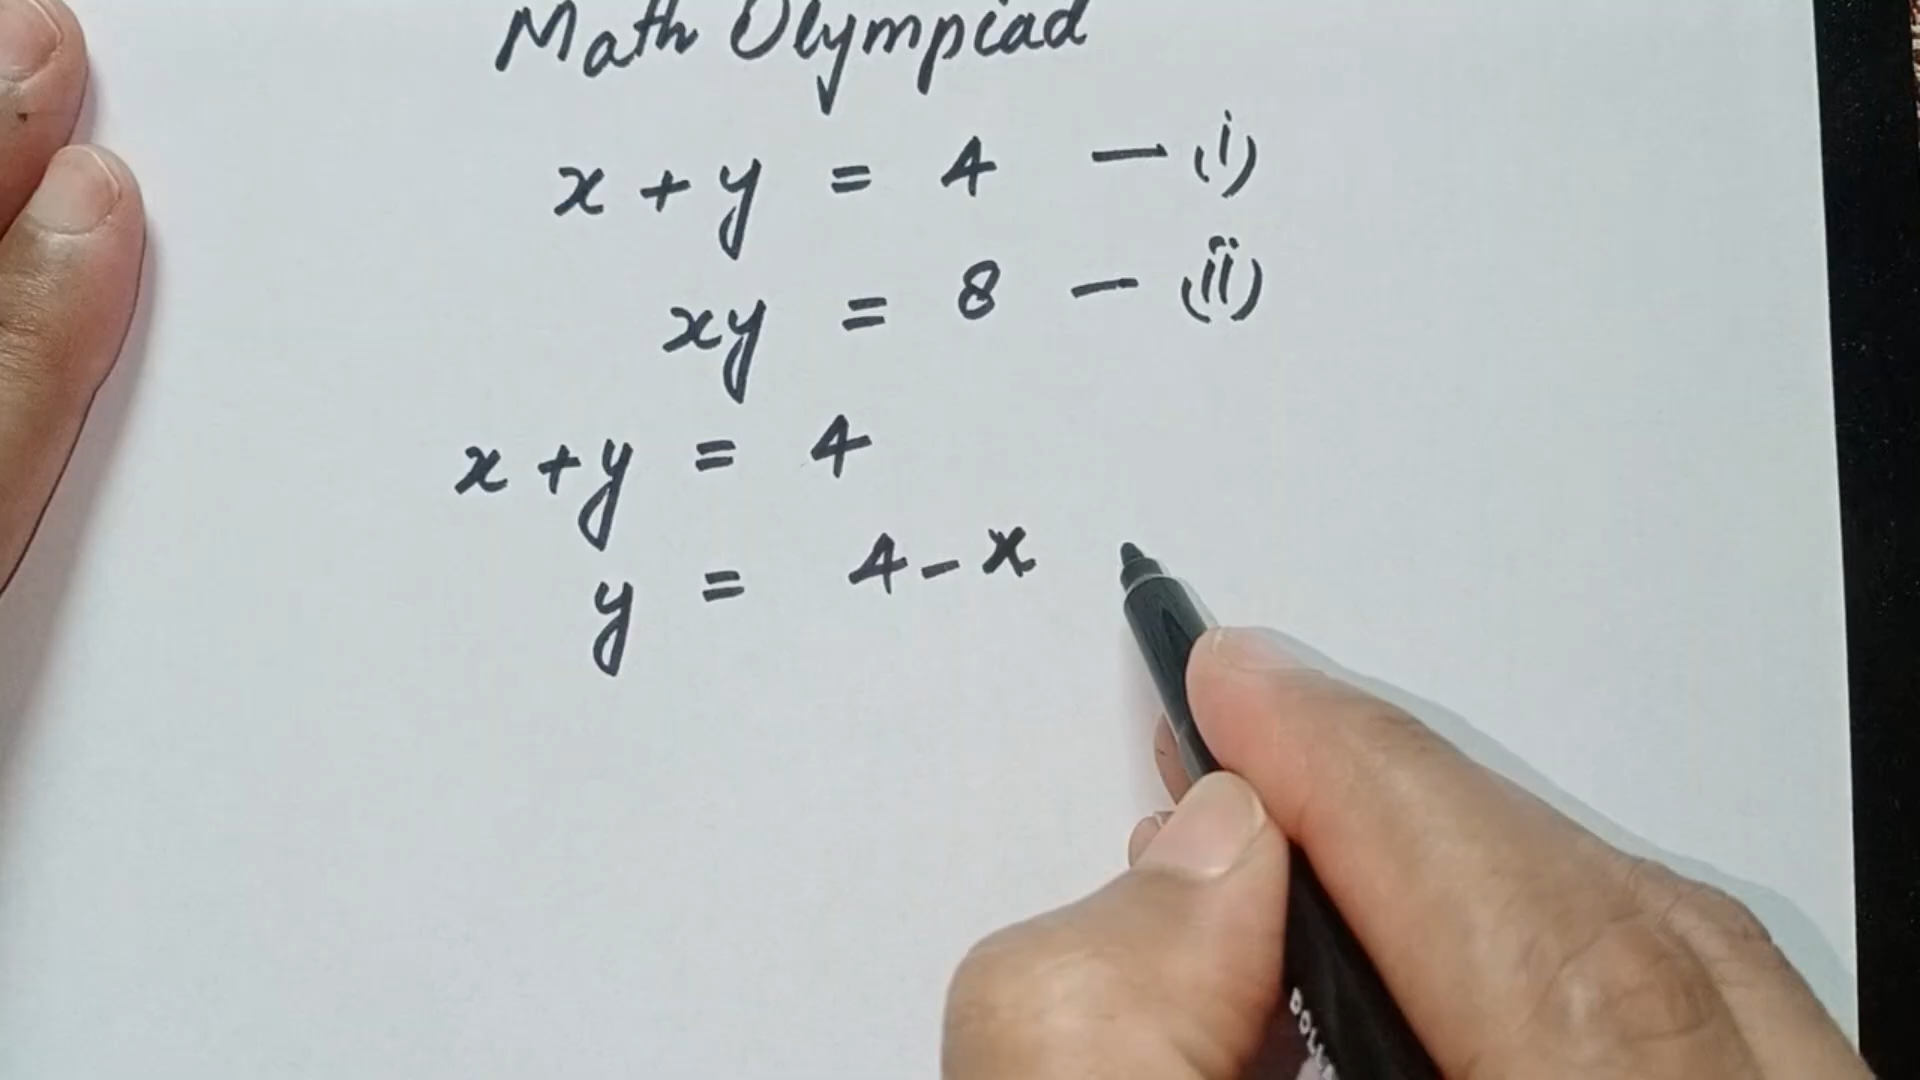 Math Olympiad
x + y = 4 — (i)
xy = 8 — (ii)
x + y = 4
y = 4 - x